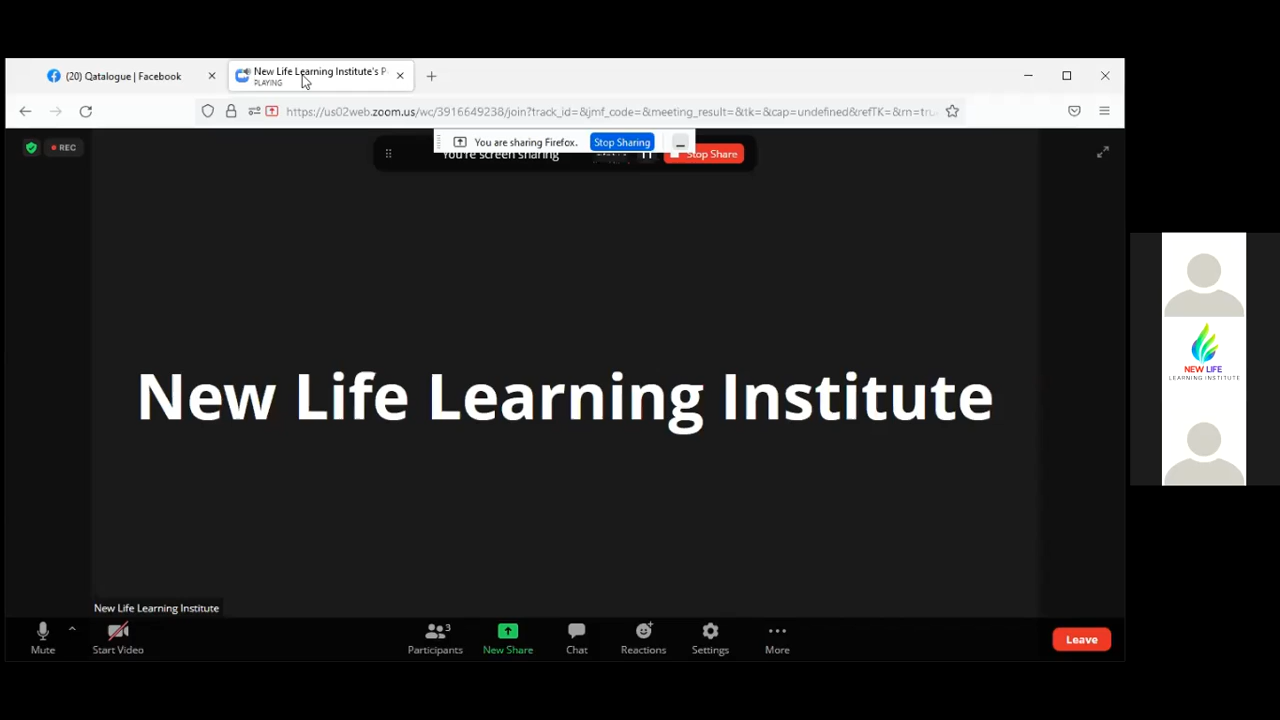 (20) Qatalogue | Facebook
New Life Learning Institute's P
PLAYING
https://us02web.zoom.us/wc/3916649238/join?track_id=&jmf_code=&meeting_result=&tk=&cap=undefined&refTK=&rn=tru
You are sharing Firefox.
Stop Sharing
REC
You're screen sharing
Stop Share
New Life Learning Institute
NEW LIFE
LEARNING INSTITUTE
New Life Learning Institute
Mute
Start Video
Participants
3
New Share
Chat
Reactions
Settings
More
Leave